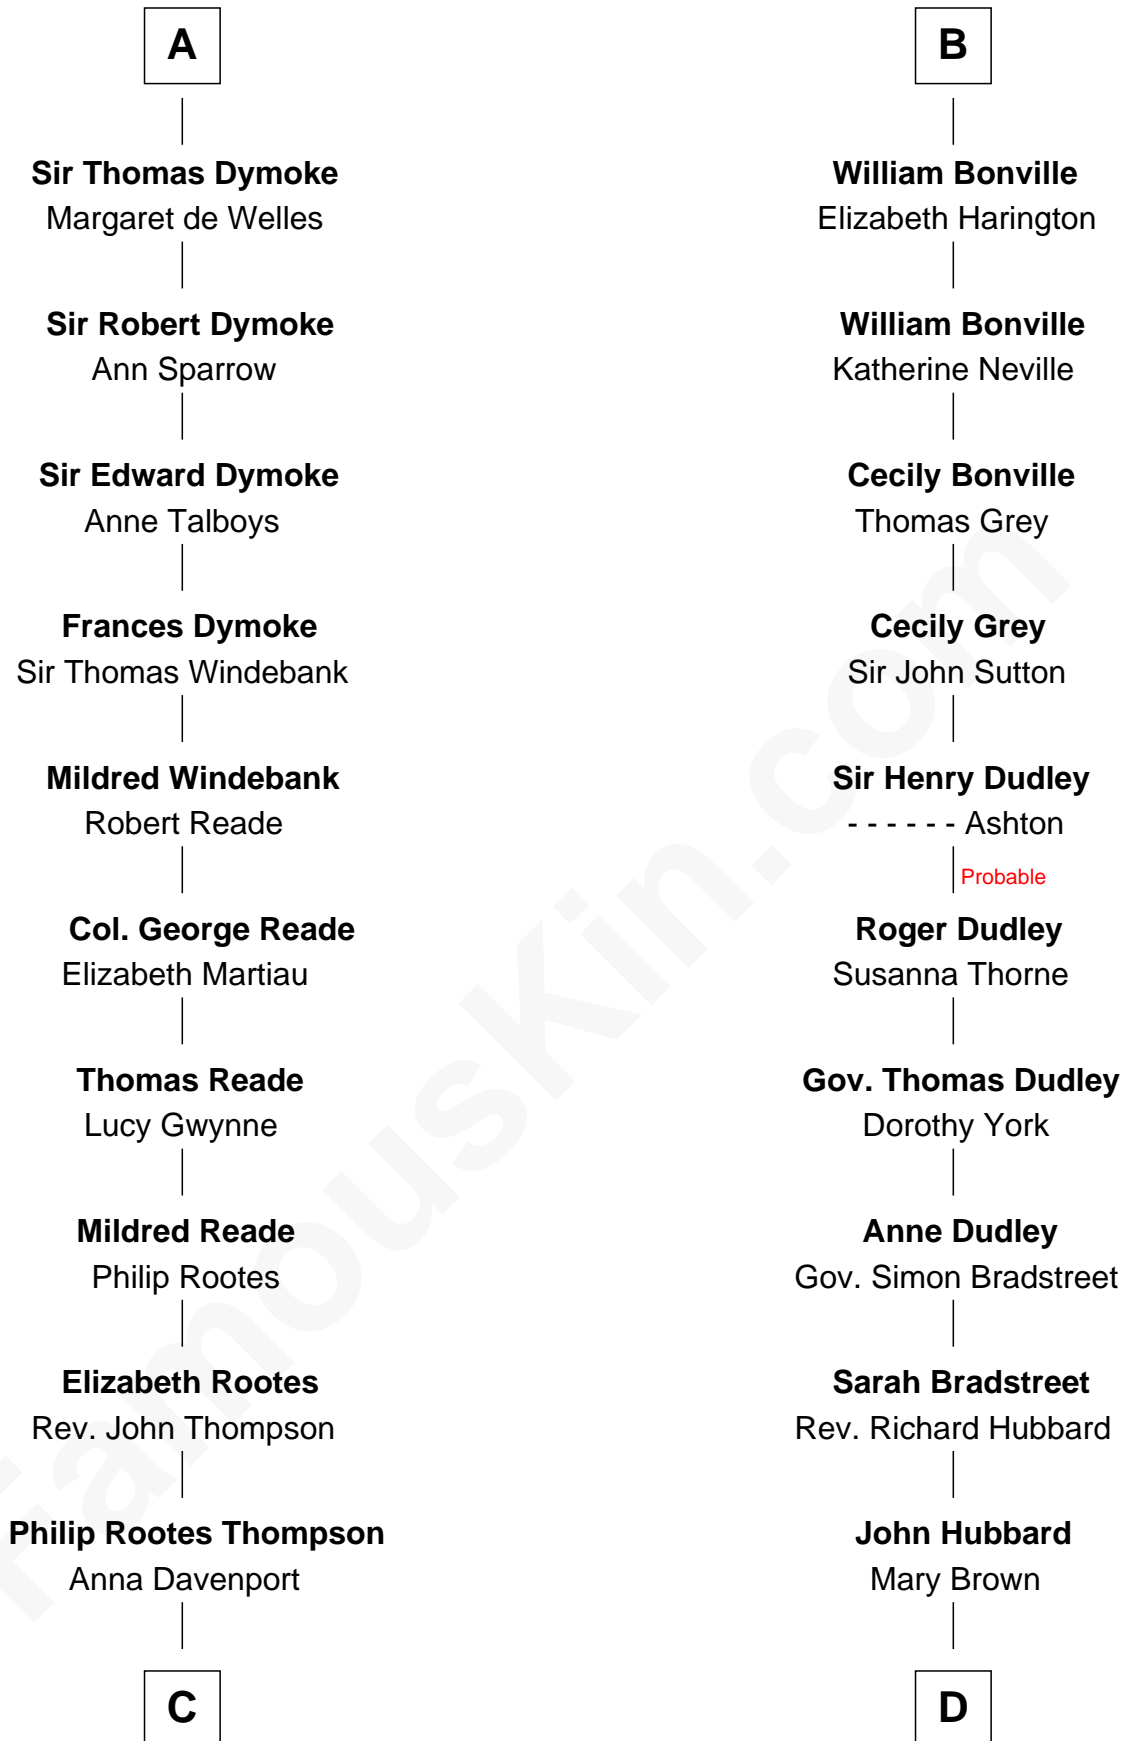 A
Sir Thomas Dymoke
Margaret de Welles
Sir Robert Dymoke
Ann Sparrow
Sir Edward Dymoke
Anne Talboys
Frances Dymoke
Sir Thomas Windebank
Mildred Windebank
Robert Reade
Col. George Reade
Elizabeth Martiau
Thomas Reade
Lucy Gwynne
Mildred Reade
Philip Rootes
Elizabeth Rootes
Rev. John Thompson
Philip Rootes Thompson
Anna Davenport
C
B
William Bonville
Elizabeth Harington
William Bonville
Katherine Neville
Cecily Bonville
Thomas Grey
Cecily Grey
Sir John Sutton
Sir Henry Dudley
- - - - - - Ashton
Probable
Roger Dudley
Susanna Thorne
Gov. Thomas Dudley
Dorothy York
Anne Dudley
Gov. Simon Bradstreet
Sarah Bradstreet
Rev. Richard Hubbard
John Hubbard
Mary Brown
D
FamousKin.com